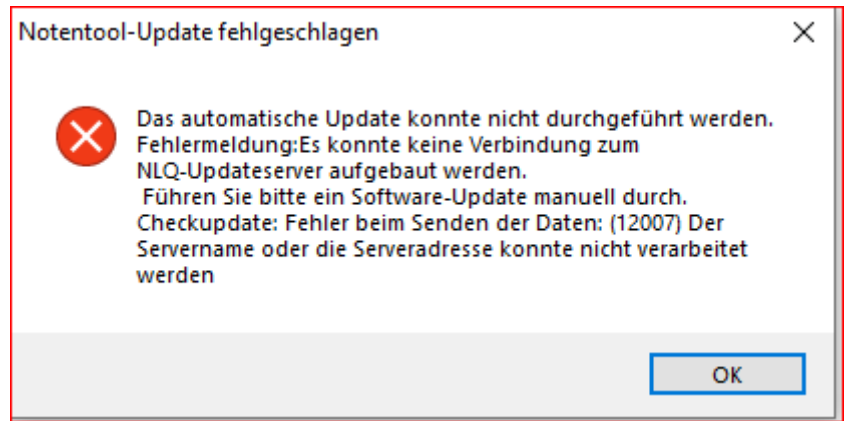 Notentool-Update fehlgeschlagen
Das automatische Update konnte nicht durchgeführt werden.
Fehlermeldung:Es konnte keine Verbindung zum
NLQ-Updateserver aufgebaut werden.
Führen Sie bitte ein Software-Update manuell durch.
Checkupdate: Fehler beim Senden der Daten: (12007) Der
Servername oder die Serveradresse konnte nicht verarbeitet
werden
OK